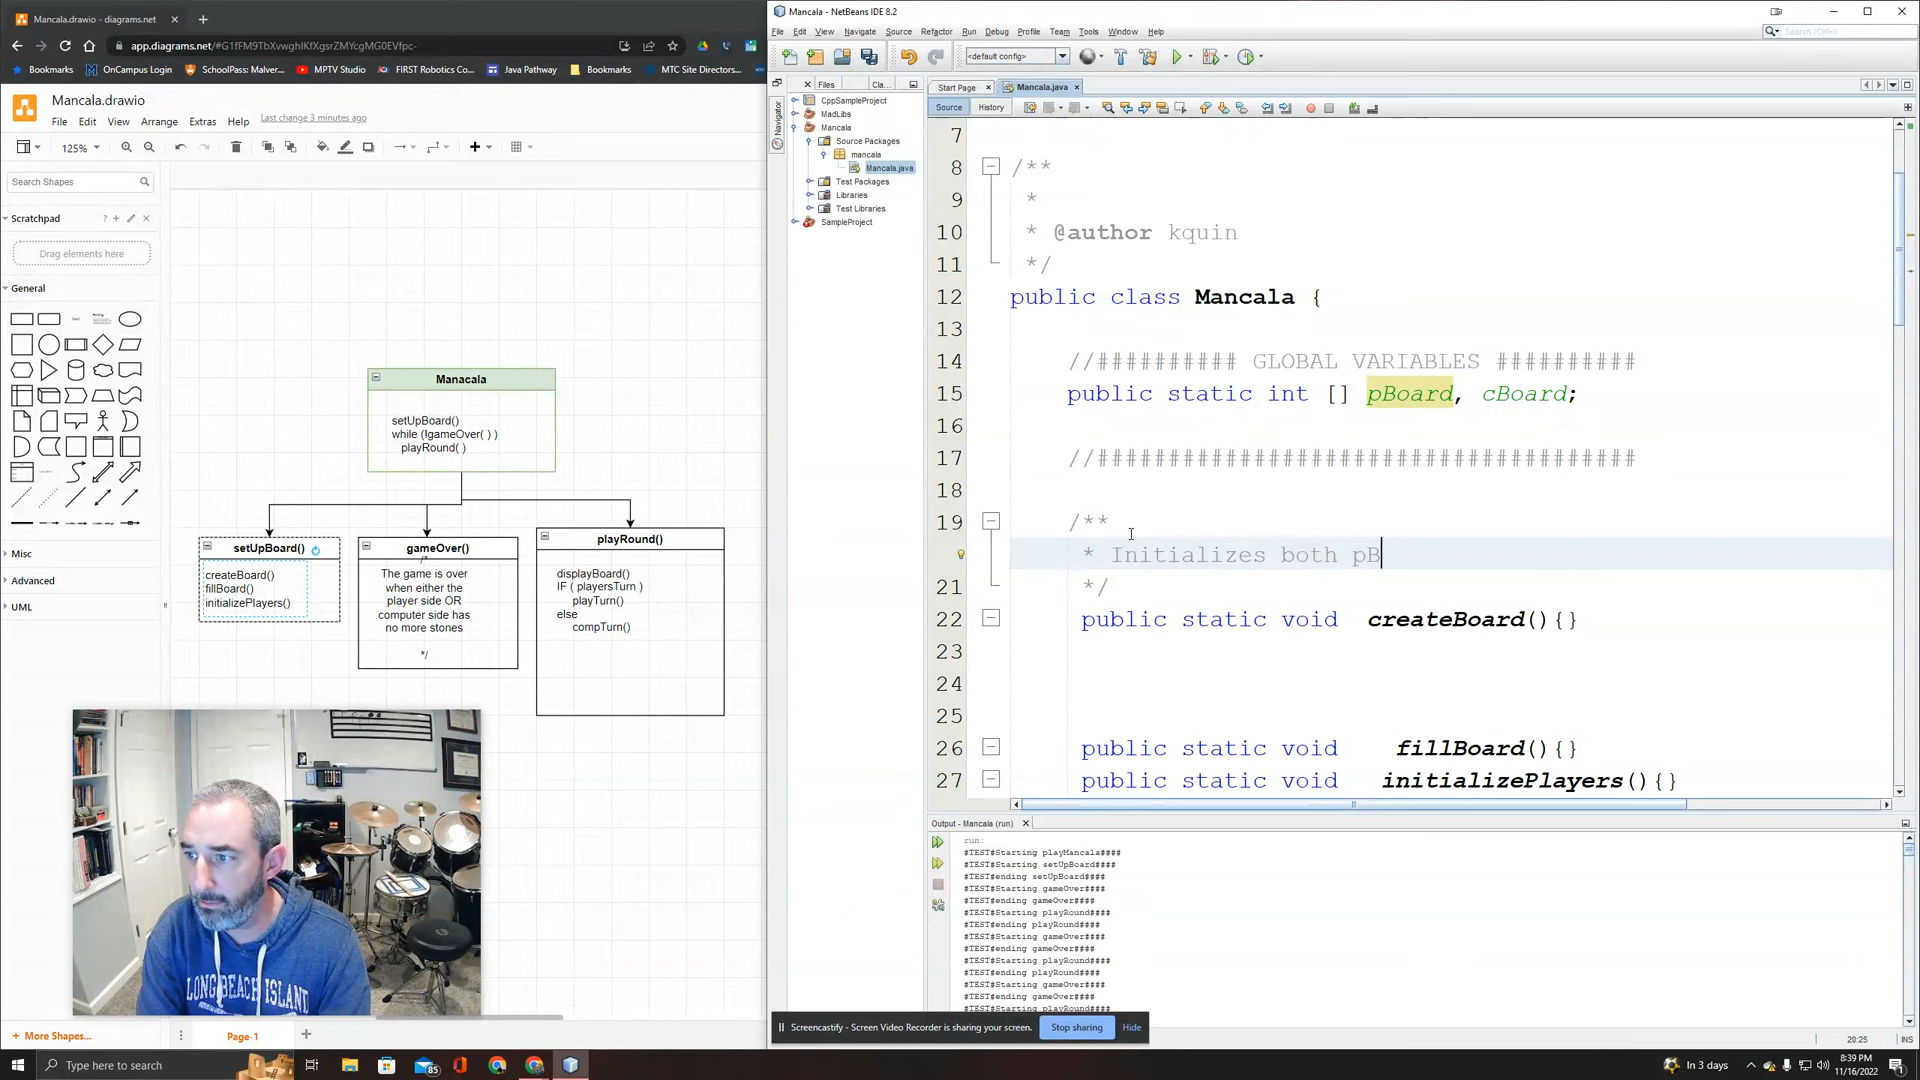 Mancala.drawio - diagrams.net
app.diagrams.net/#G1fFM9TbXvwghIKfXgsrZMYcgMG0EVfpc-
Bookmarks
OnCampus Login
SchoolPass: Malver...
MPTV Studio
FIRST Robotics Co...
Java Pathway
Bookmarks
MTC Site Directors...
Mancala.drawio
File Edit View Arrange Extras Help Last change 3 minutes ago
125%
Search Shapes
Scratchpad
Drag elements here
General
Misc
Advanced
UML
More Shapes...
Page-1
Manacala
setUpBoard()
while (!gameOver( ) )
playRound( )
setUpBoard()
createBoard()
fillBoard()
initializePlayers()
gameOver()
/*
The game is over
when either the
player side OR
computer side has
no more stones
*/
playRound()
displayBoard()
IF ( playersTurn )
playTurn()
else
compTurn()
LONG BEACH ISLAND
Mancala - NetBeans IDE 8.2
File Edit View Navigate Source Refactor Run Debug Profile Team Tools Window Help
Search (Ctrl+I)
<default config>
Files
Cla...
Navigator
CppSampleProject
MadLibs
Mancala
Source Packages
mancala
Mancala.java
Test Packages
Libraries
Test Libraries
SampleProject
Start Page
Mancala.java
Source History
7
8 /**
9 *
10 * @author kquin
11 */
12 public class Mancala {
13
14 //########## GLOBAL VARIABLES ##########
15 public static int [] pBoard, cBoard;
16
17 //######################################
18
19 /**
* Initializes both pB
21 */
22 public static void createBoard(){}
23
24
25
26 public static void fillBoard(){}
27 public static void initializePlayers(){}
Output - Mancala (run)
run:
#TEST#Starting playMancala####
#TEST#Starting setUpBoard####
#TEST#ending setUpBoard####
#TEST#Starting gameOver####
#TEST#ending gameOver####
#TEST#Starting playRound####
#TEST#ending playRound####
#TEST#Starting gameOver####
#TEST#ending gameOver####
#TEST#Starting playRound####
#TEST#ending playRound####
#TEST#Starting gameOver####
#TEST#ending gameOver####
#TEST#Starting playRound####
Screencastify - Screen Video Recorder is sharing your screen.
Stop sharing
Hide
20:25
INS
Type here to search
85
In 3 days
8:39 PM
11/16/2022